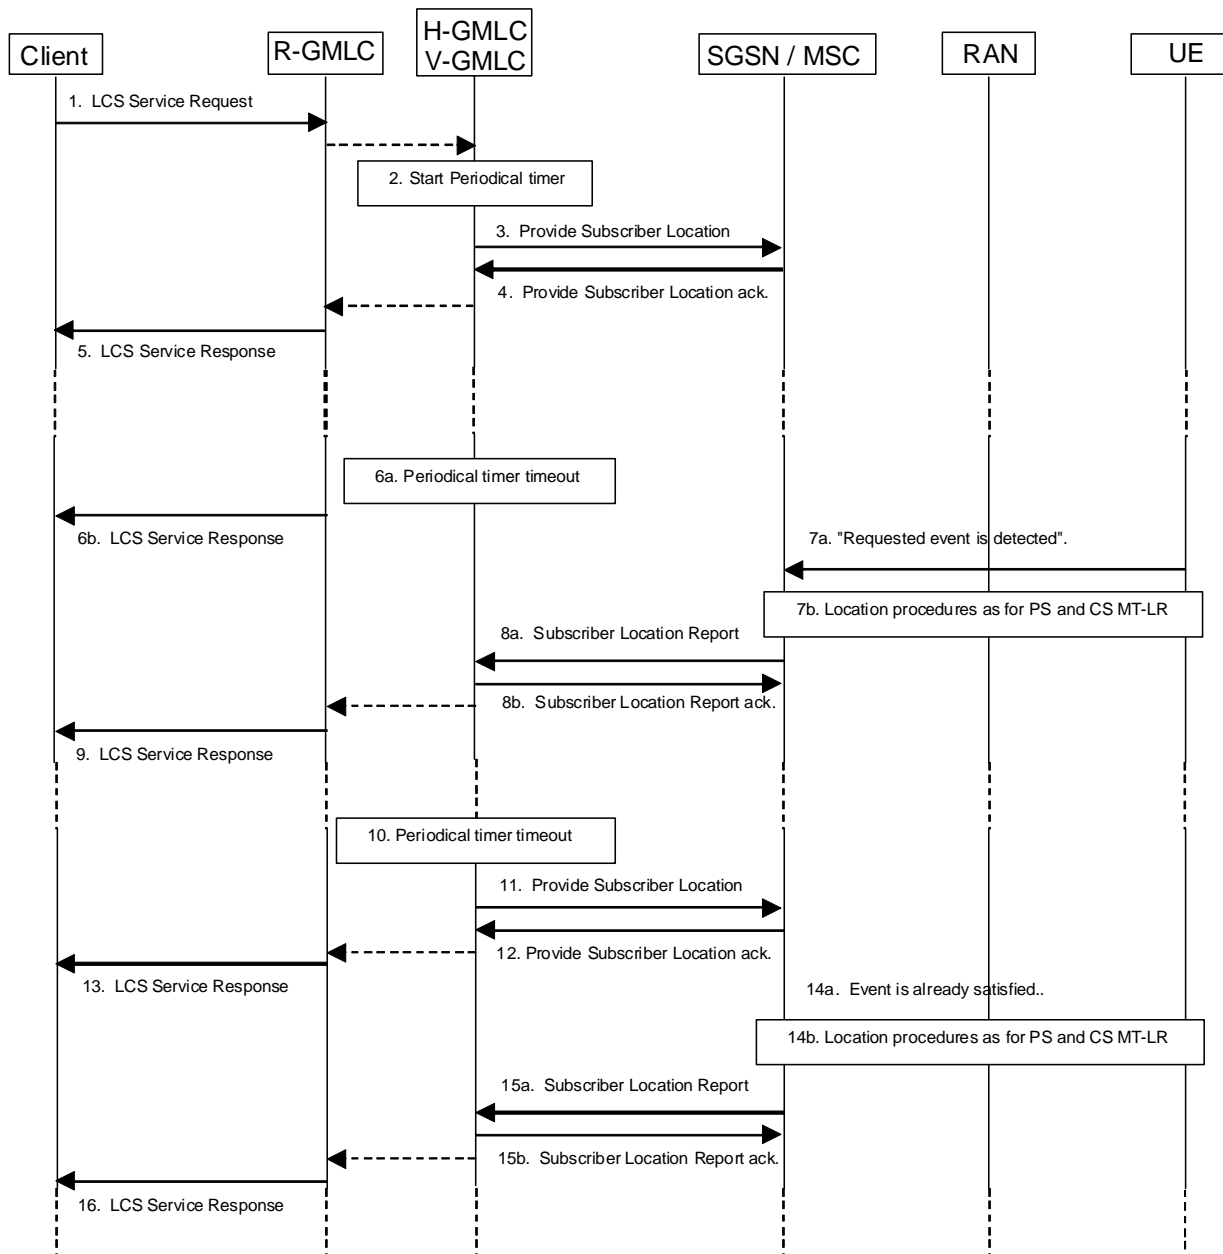 Client
R-GMLC
H-GMLC
V-GMLC
SGSN / MSC
RAN
UE
1. LCS Service Request
2. Start Periodical timer
3. Provide Subscriber Location
4. Provide Subscriber Location ack.
5. LCS Service Response
6a. Periodical timer timeout
6b. LCS Service Response
7a. "Requested event is detected".
7b. Location procedures as for PS and CS MT-LR
8a. Subscriber Location Report
8b. Subscriber Location Report ack.
9. LCS Service Response
10. Periodical timer timeout
11. Provide Subscriber Location
12. Provide Subscriber Location ack.
13. LCS Service Response
14a. Event is already satisfied..
14b. Location procedures as for PS and CS MT-LR
15a. Subscriber Location Report
15b. Subscriber Location Report ack.
16. LCS Service Response